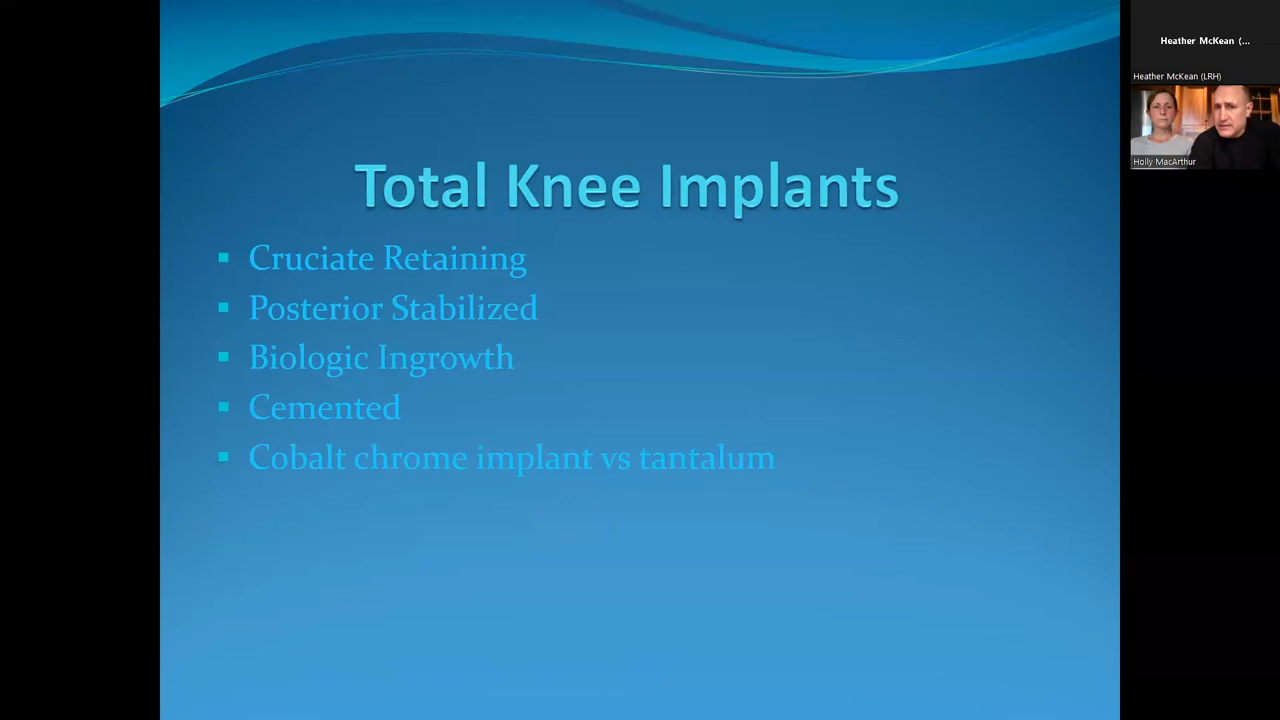 Total Knee Implants
Cruciate Retaining
Posterior Stabilized
Biologic Ingrowth
Cemented
Cobalt chrome implant vs tantalum
Heather McKean (...
Heather McKean (LRH)
Holly MacArthur